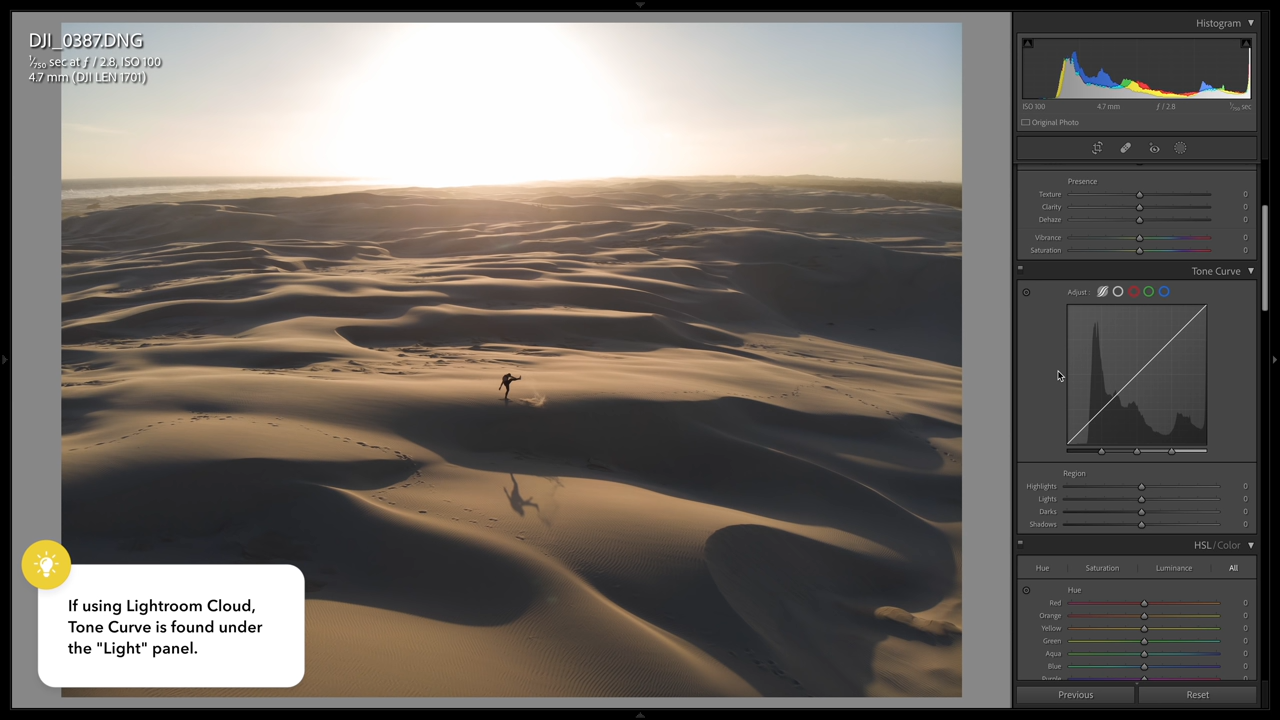 DJI_0387.DNG
1/750 sec at ƒ / 2.8, ISO 100
4.7 mm (DJI LEN 1701)
If using Lightroom Cloud,
Tone Curve is found under
the "Light" panel.
Histogram
ISO 100 4.7 mm ƒ / 2.8 1/750 sec
Original Photo
Presence
Texture 0
Clarity 0
Dehaze 0
Vibrance 0
Saturation 0
Tone Curve
Adjust :
Region
Highlights 0
Lights 0
Darks 0
Shadows 0
HSL/Color
Hue Saturation Luminance All
Hue
Red 0
Orange 0
Yellow 0
Green 0
Aqua 0
Blue 0
Purple 0
Previous Reset